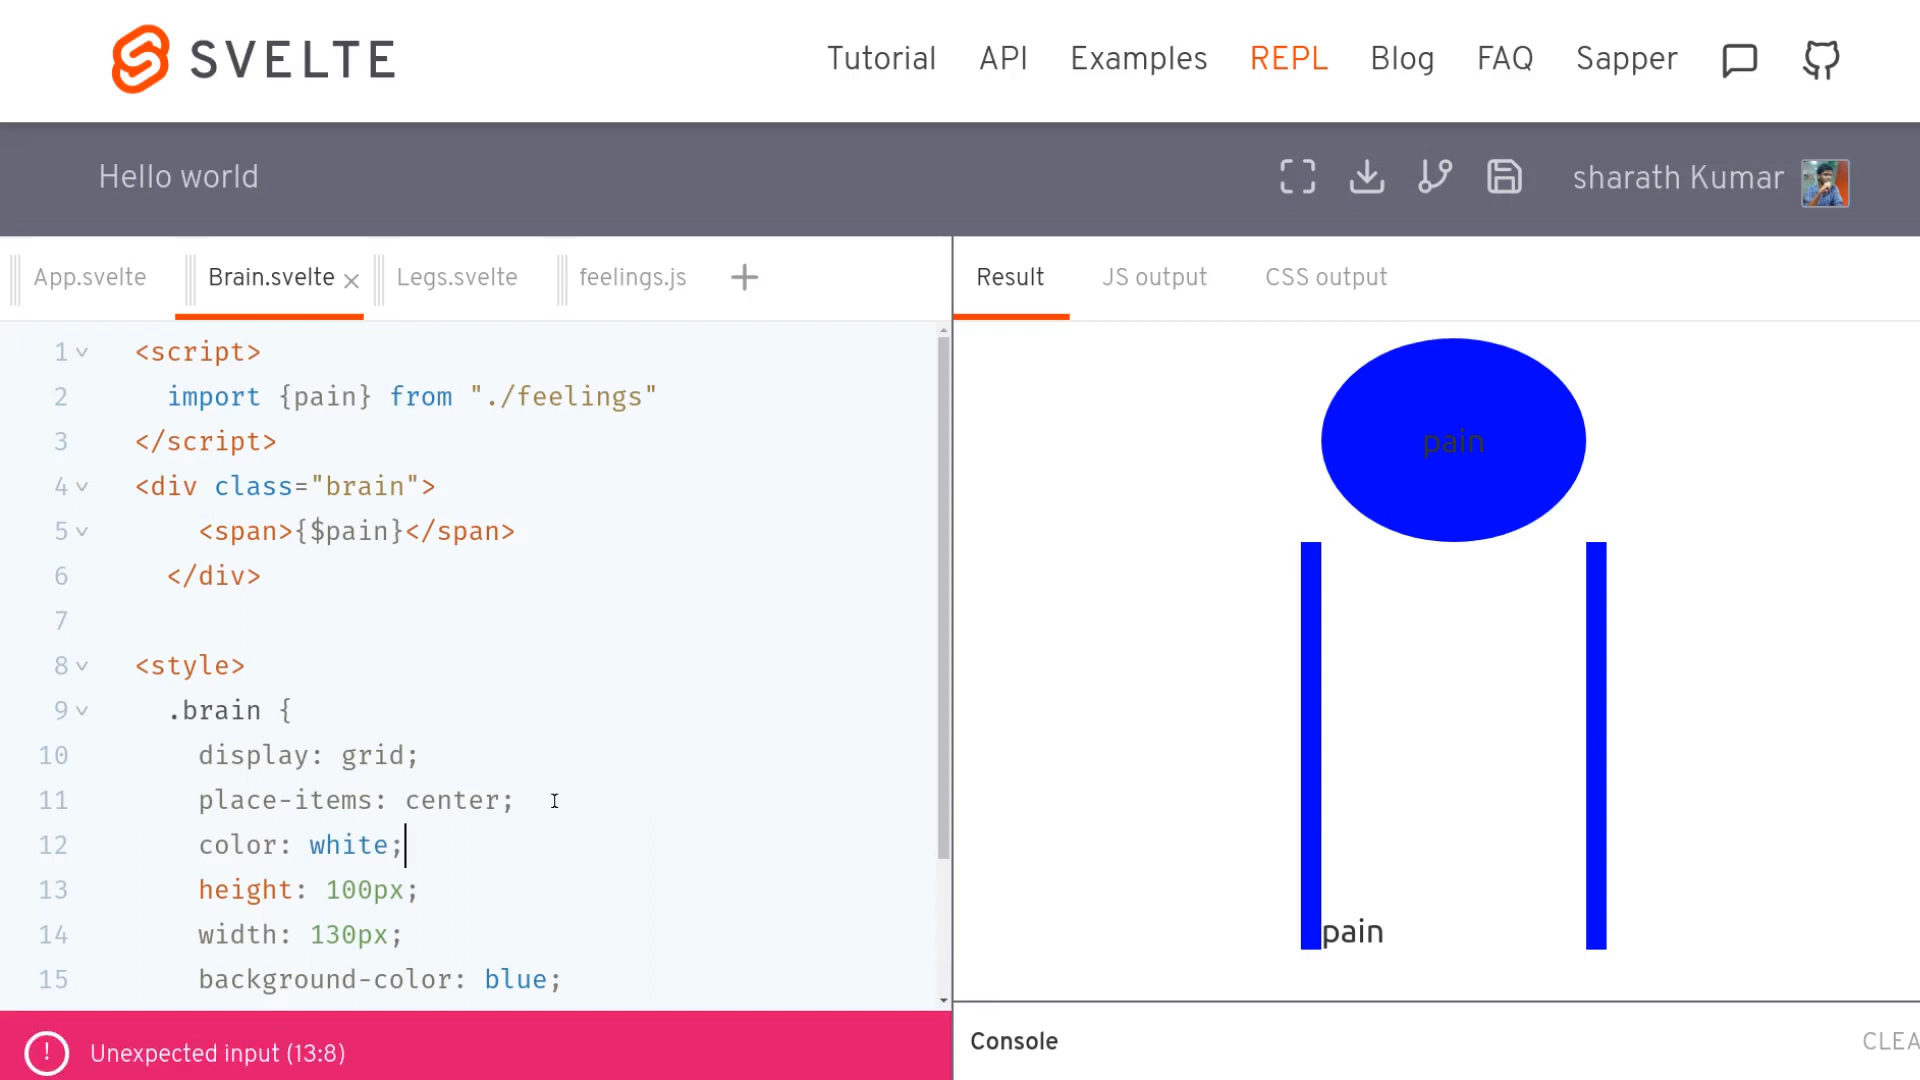 SVELTE
Tutorial API Examples REPL Blog FAQ Sapper
Hello world
sharath Kumar
App.svelte Brain.svelte Legs.svelte feelings.js
Result JS output CSS output
1 <script>
2 import {pain} from "./feelings"
3 </script>
4 <div class="brain">
5 <span>{$pain}</span>
6 </div>
7
8 <style>
9 .brain {
10 display: grid;
11 place-items: center;
12 color: white;
13 height: 100px;
14 width: 130px;
15 background-color: blue;
Unexpected input (13:8)
pain
pain
Console
CLEA